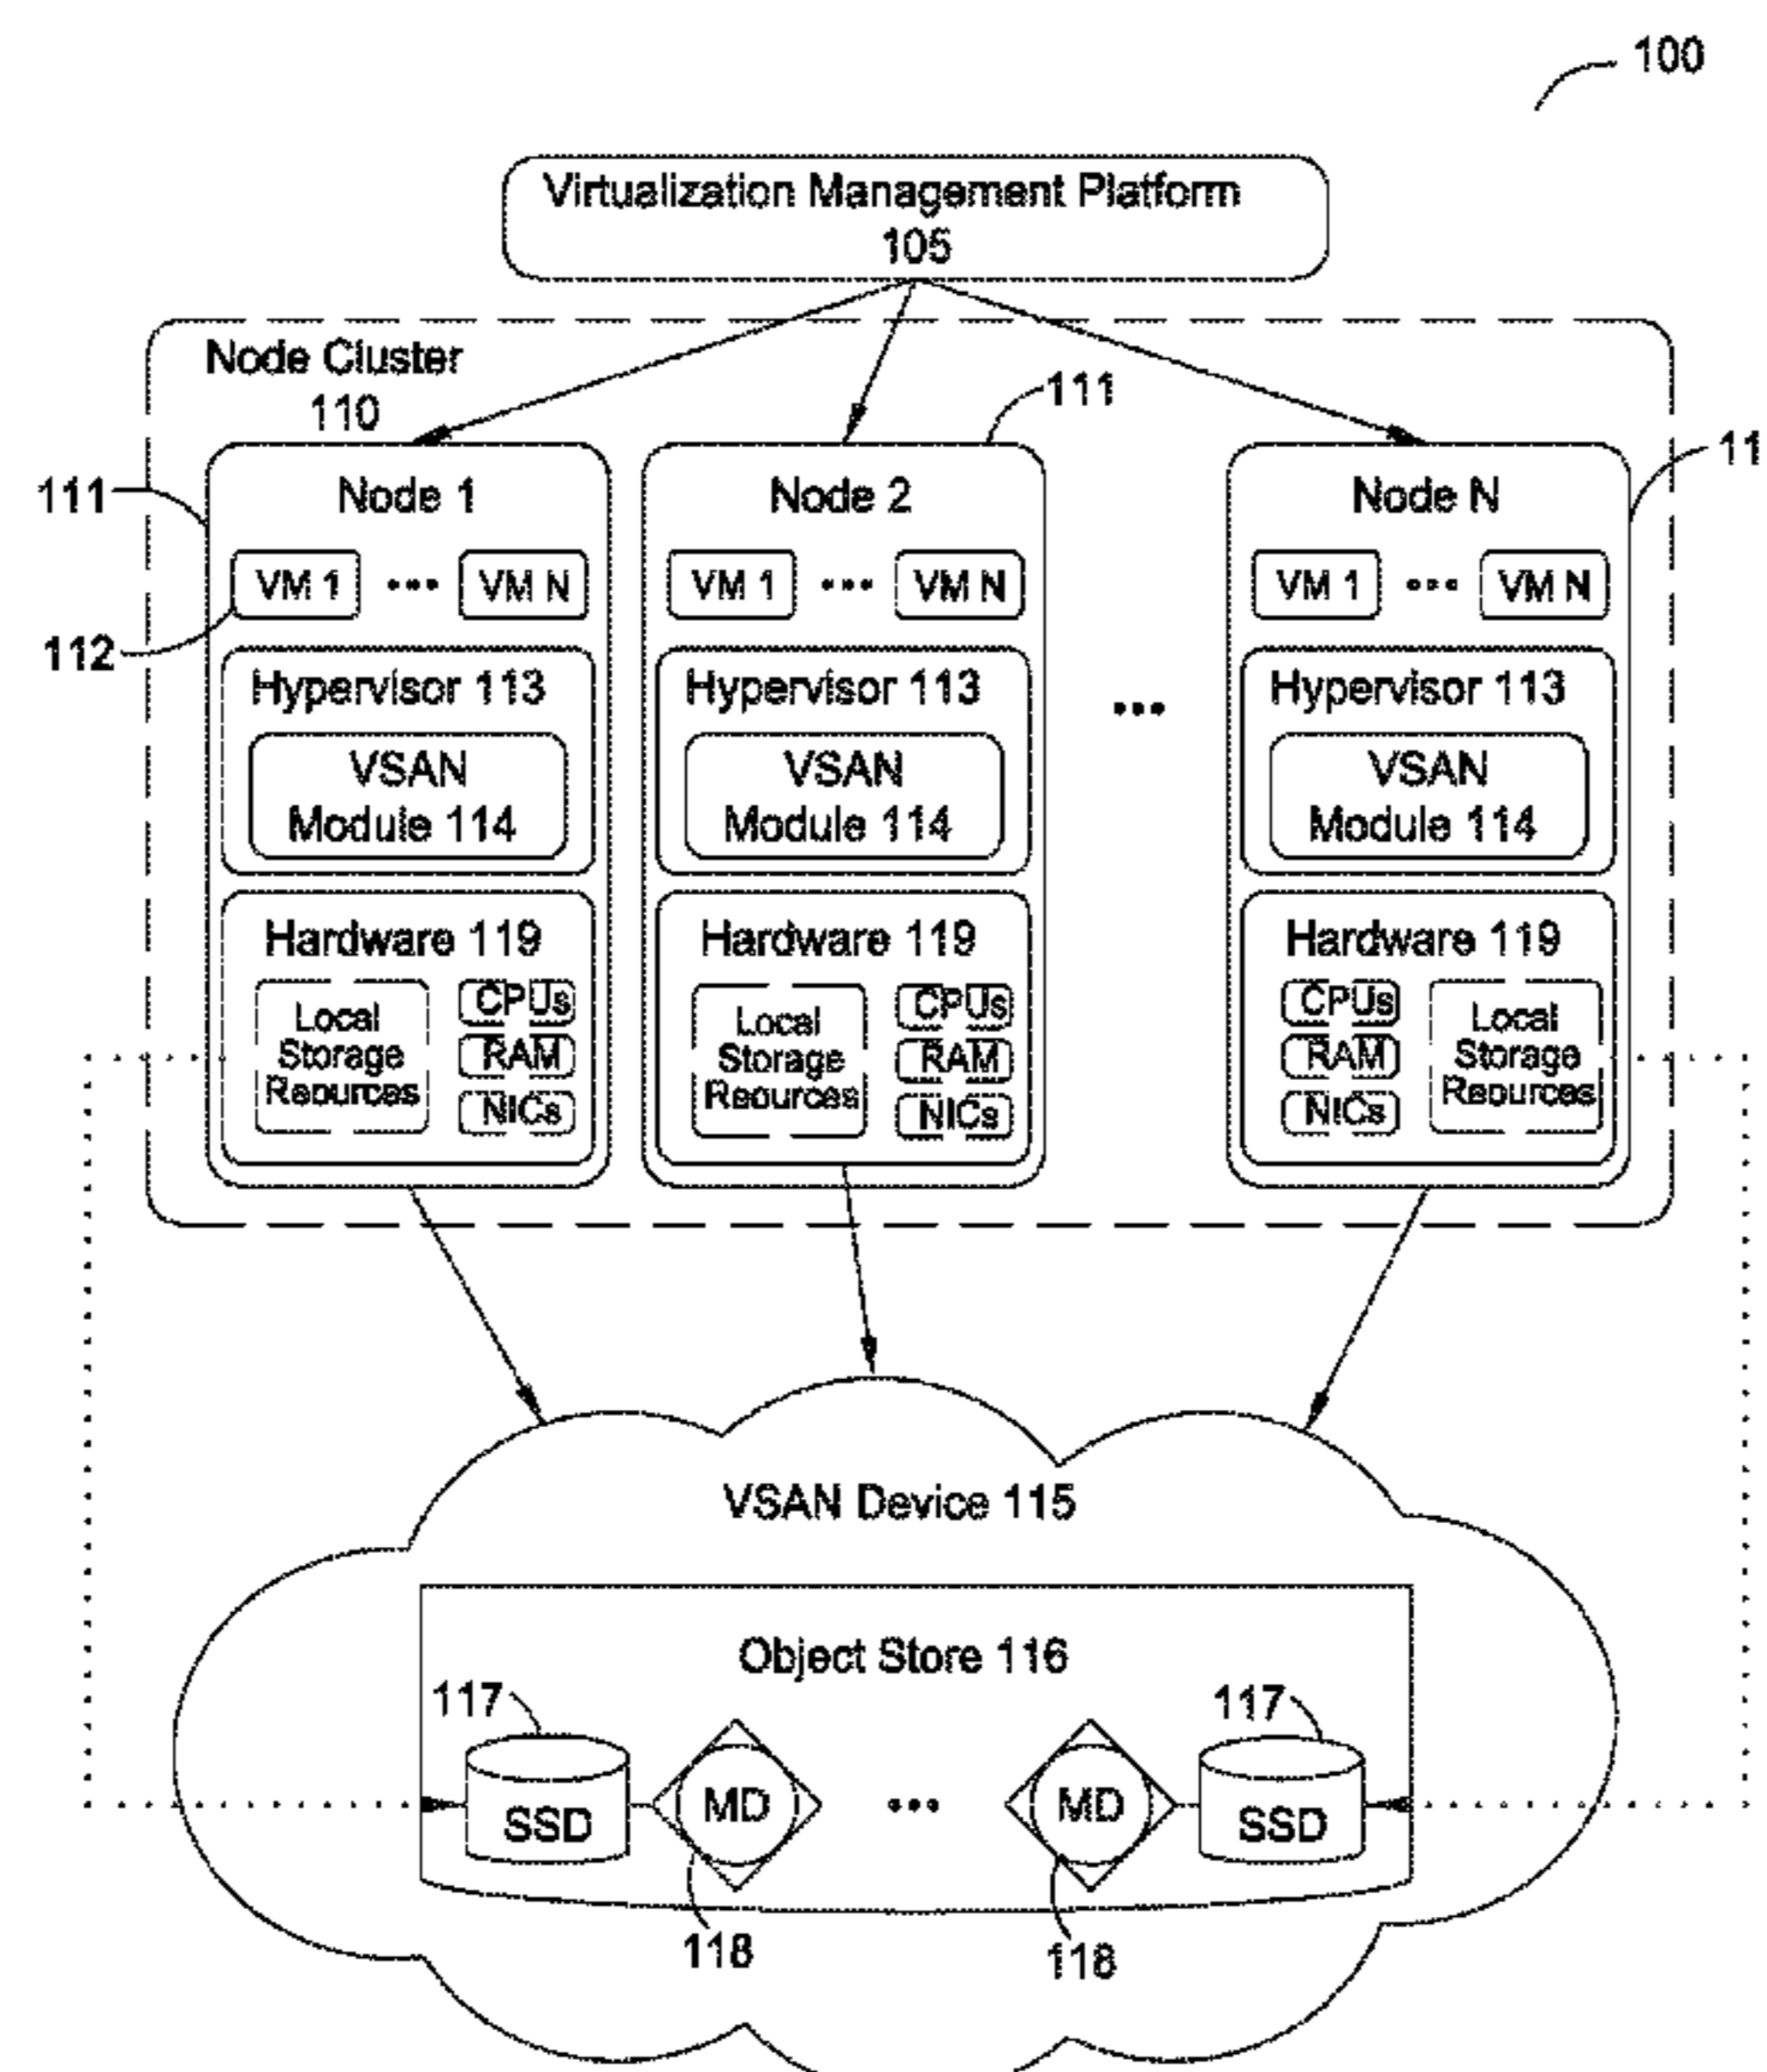 100
Virtualization Management Platform
105
Node Cluster
110
111
111
11
Node 1
Node 2
Node N
VM 1 ••• VM N
VM 1 ••• VM N
VM 1 ••• VM N
112
Hypervisor 113
Hypervisor 113
•••
Hypervisor 113
VSAN
Module 114
VSAN
Module 114
VSAN
Module 114
Hardware 119
Local
Storage
Reources
CPUs
RAM
NICs
Hardware 119
Local
Storage
Reources
CPUs
RAM
NICs
Hardware 119
CPUs
RAM
NICs
Local
Storage
Reources
VSAN Device 115
Object Store 116
117
117
SSD
MD
•••
MD
SSD
118
118